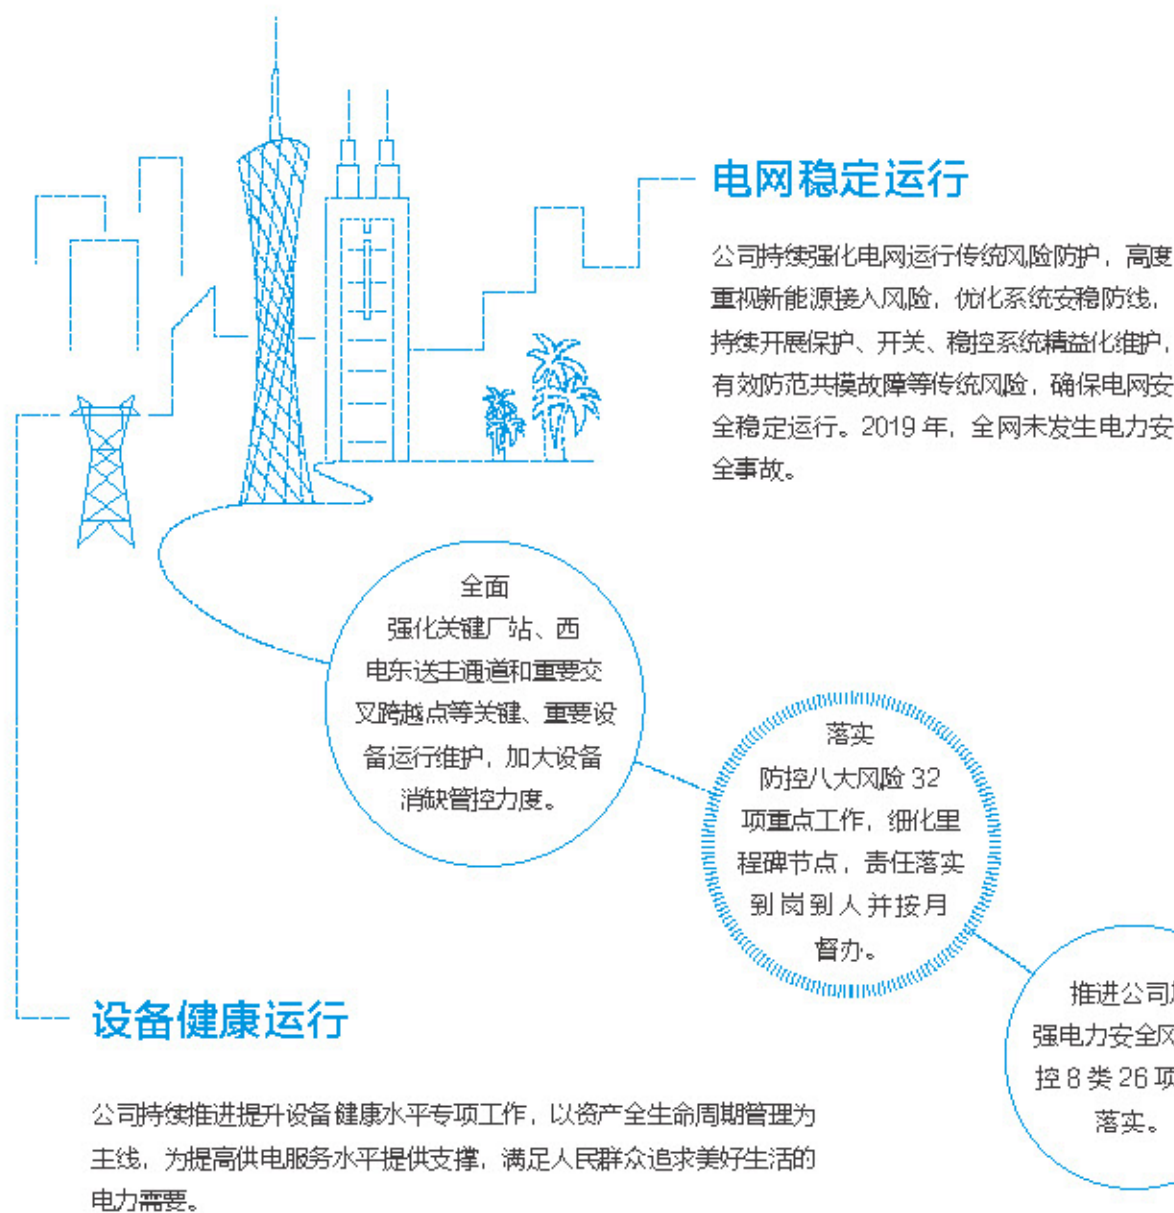 电网稳定运行
公司持续强化电网运行传统风险防护，高度
重视新能源接入风险，优化系统安稳防线，
持续开展保护、开关、稳控系统精益化维护，
有效防范共模故障等传统风险，确保电网安
全稳定运行。2019 年，全网未发生电力安
全事故。
全面
强化关键厂站、西
电东送主通道和重要交
叉跨越点等关键、重要设
备运行维护，加大设备
消缺管控力度。
落实
防控八大风险 32
项重点工作，细化里
程碑节点，责任落实
到岗到人并按月
督办。
推进公司
强电力安全
控 8 类 26 项
落实。
设备健康运行
公司持续推进提升设备健康水平专项工作，以资产全生命周期管理为
主线，为提高供电服务水平提供支撑，满足人民群众追求美好生活的
电力需要。